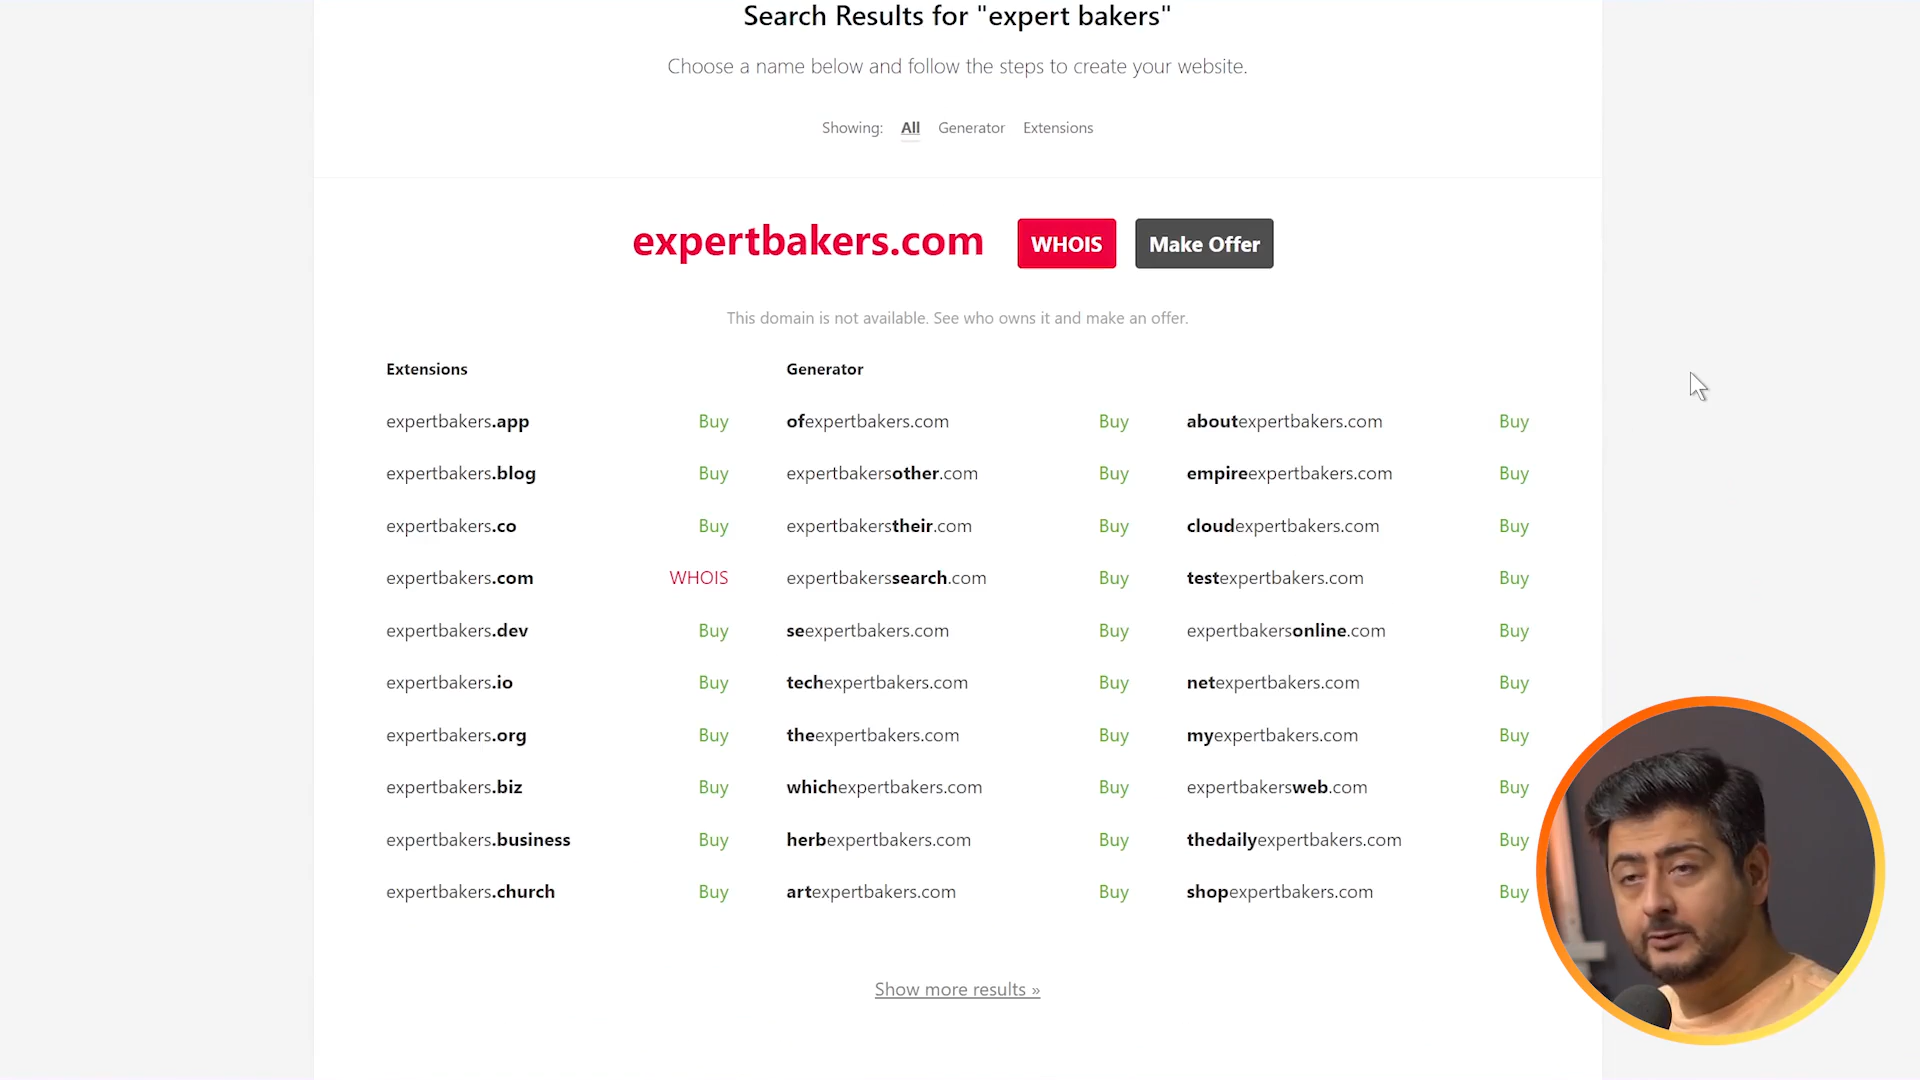 Search Results for "expert bakers"
Choose a name below and follow the steps to create your website.
Showing: All Generator Extensions
expertbakers.com WHOIS Make Offer
This domain is not available. See who owns it and make an offer.
Extensions Generator
expertbakers.app Buy ofexpertbakers.com Buy aboutexpertbakers.com Buy
expertbakers.blog Buy expertbakersother.com Buy empireexpertbakers.com Buy
expertbakers.co Buy expertbakerstheir.com Buy cloudexpertbakers.com Buy
expertbakers.com WHOIS expertbakerssearch.com Buy testexpertbakers.com Buy
expertbakers.dev Buy seexpertbakers.com Buy expertbakersonline.com Buy
expertbakers.io Buy techexpertbakers.com Buy netexpertbakers.com Buy
expertbakers.org Buy theexpertbakers.com Buy myexpertbakers.com Buy
expertbakers.biz Buy whichexpertbakers.com Buy expertbakersweb.com Buy
expertbakers.business Buy herbexpertbakers.com Buy thedailyexpertbakers.com Buy
expertbakers.church Buy artexpertbakers.com Buy shopexpertbakers.com Buy
Show more results »